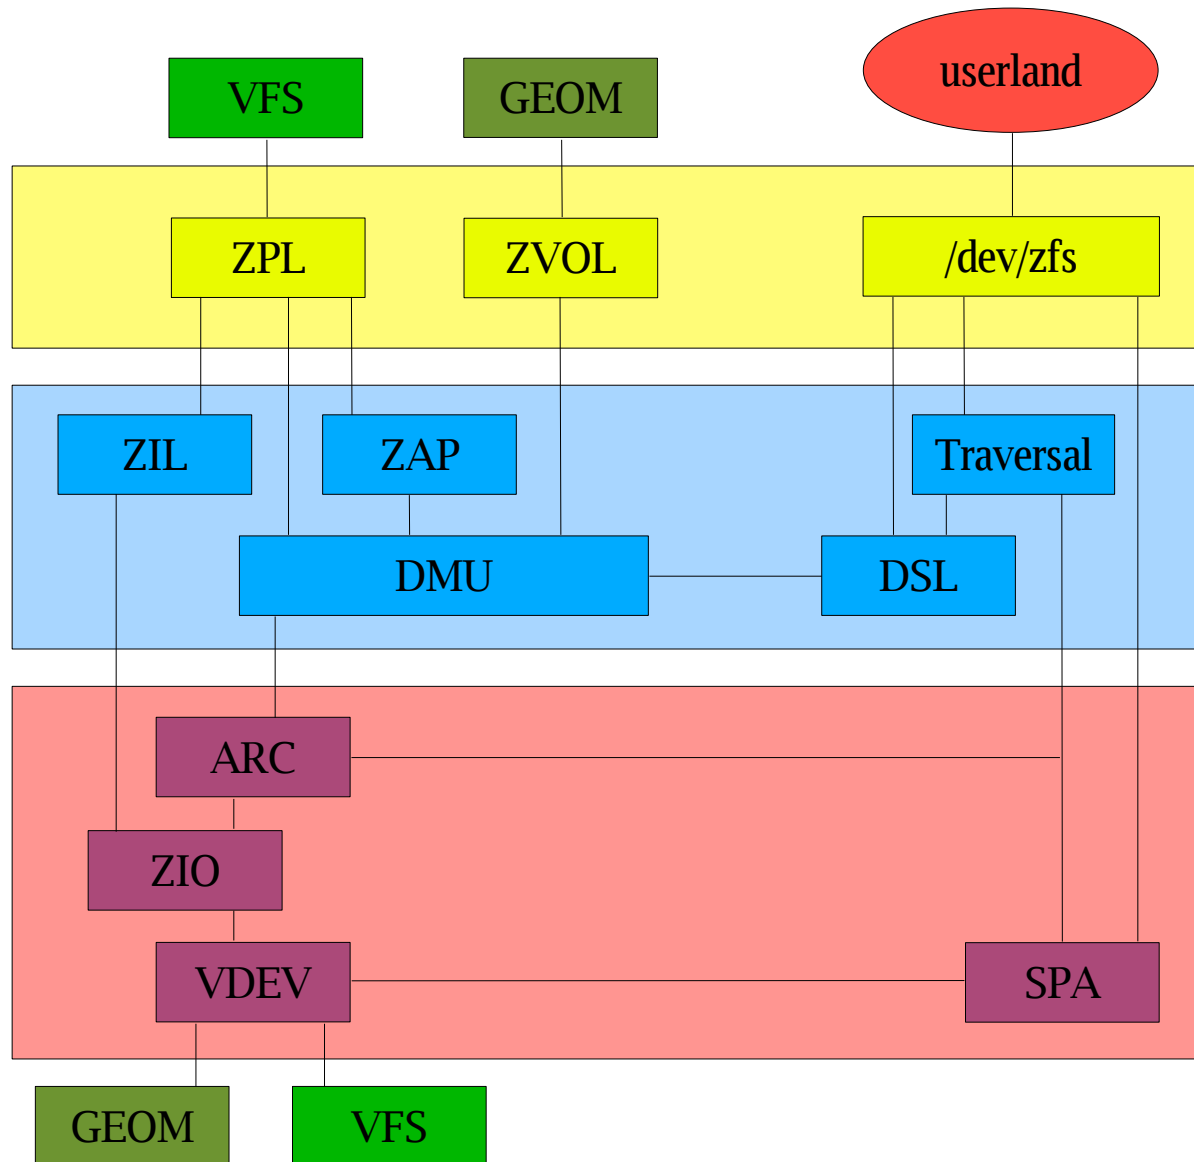 VFS
GEOM
userland
ZPL
ZVOL
/dev/zfs
ZIL
ZAP
Traversal
DMU
DSL
ARC
ZIO
VDEV
SPA
GEOM
VFS